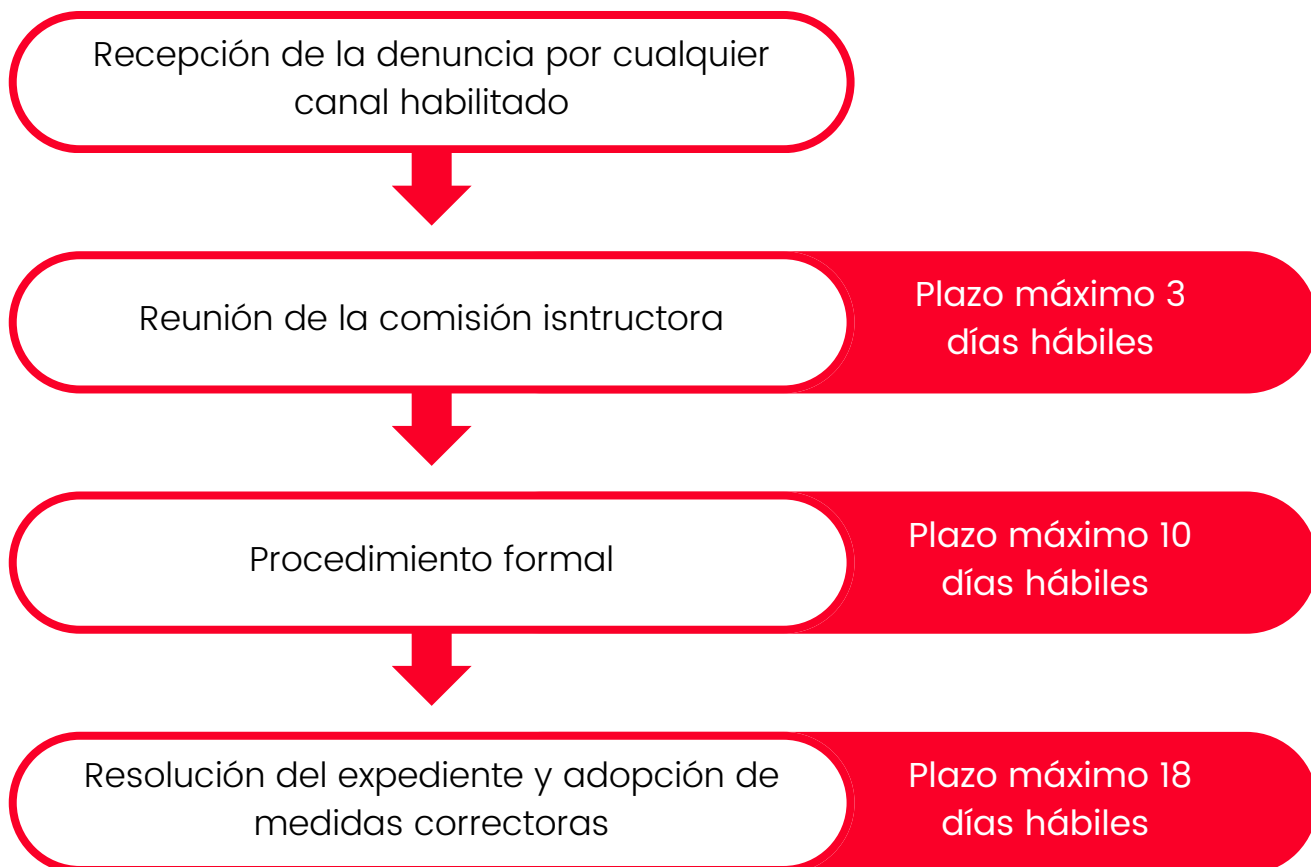 Recepción de la denuncia por cualquier
canal habilitado
Reunión de la comisión isntructora
Plazo máximo 3
días hábiles
Procedimiento formal
Plazo máximo 10
días hábiles
Resolución del expediente y adopción de
medidas correctoras
Plazo máximo 18
días hábiles